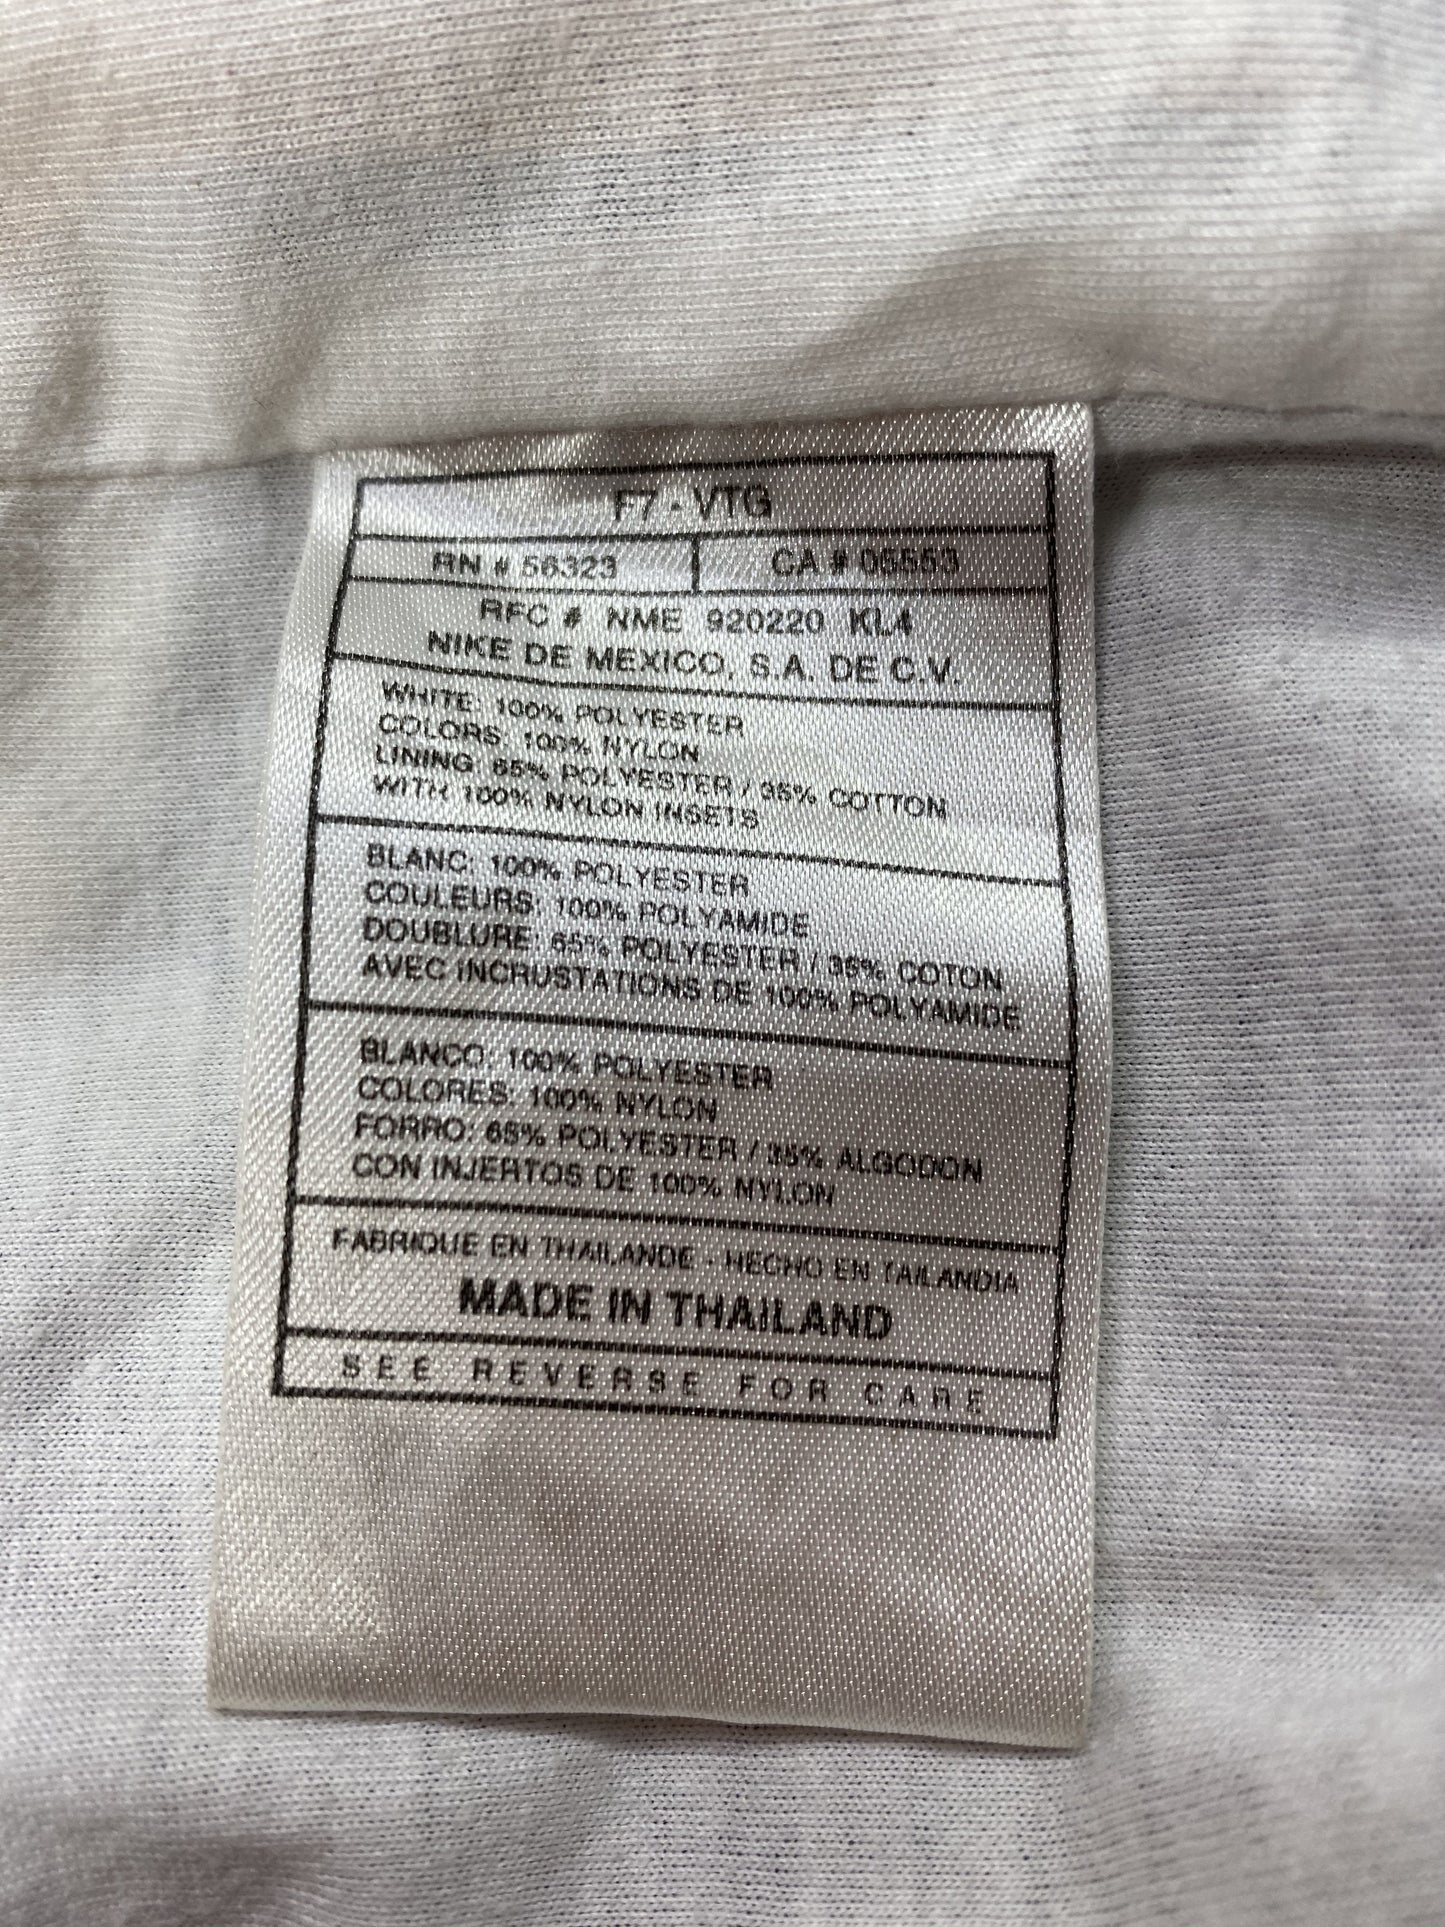 F7 - VTG
RN # 56323 CA # 05553
RFC # NME 920220 KL4
NIKE DE MEXICO, S.A. DE C.V.
WHITE: 100% POLYESTER
COLORS: 100% NYLON
LINING: 65% POLYESTER / 35% COTTON
WITH 100% NYLON INSETS
BLANC: 100% POLYESTER
COULEURS: 100% POLYAMIDE
DOUBLURE: 65% POLYESTER / 35% COTON
AVEC INCRUSTATIONS DE 100% POLYAMIDE
BLANCO: 100% POLYESTER
COLORES: 100% NYLON
FORRO: 65% POLYESTER / 35% ALGODON
CON INJERTOS DE 100% NYLON
FABRIQUE EN THAILANDE - HECHO EN TAILANDIA
MADE IN THAILAND
SEE REVERSE FOR CARE